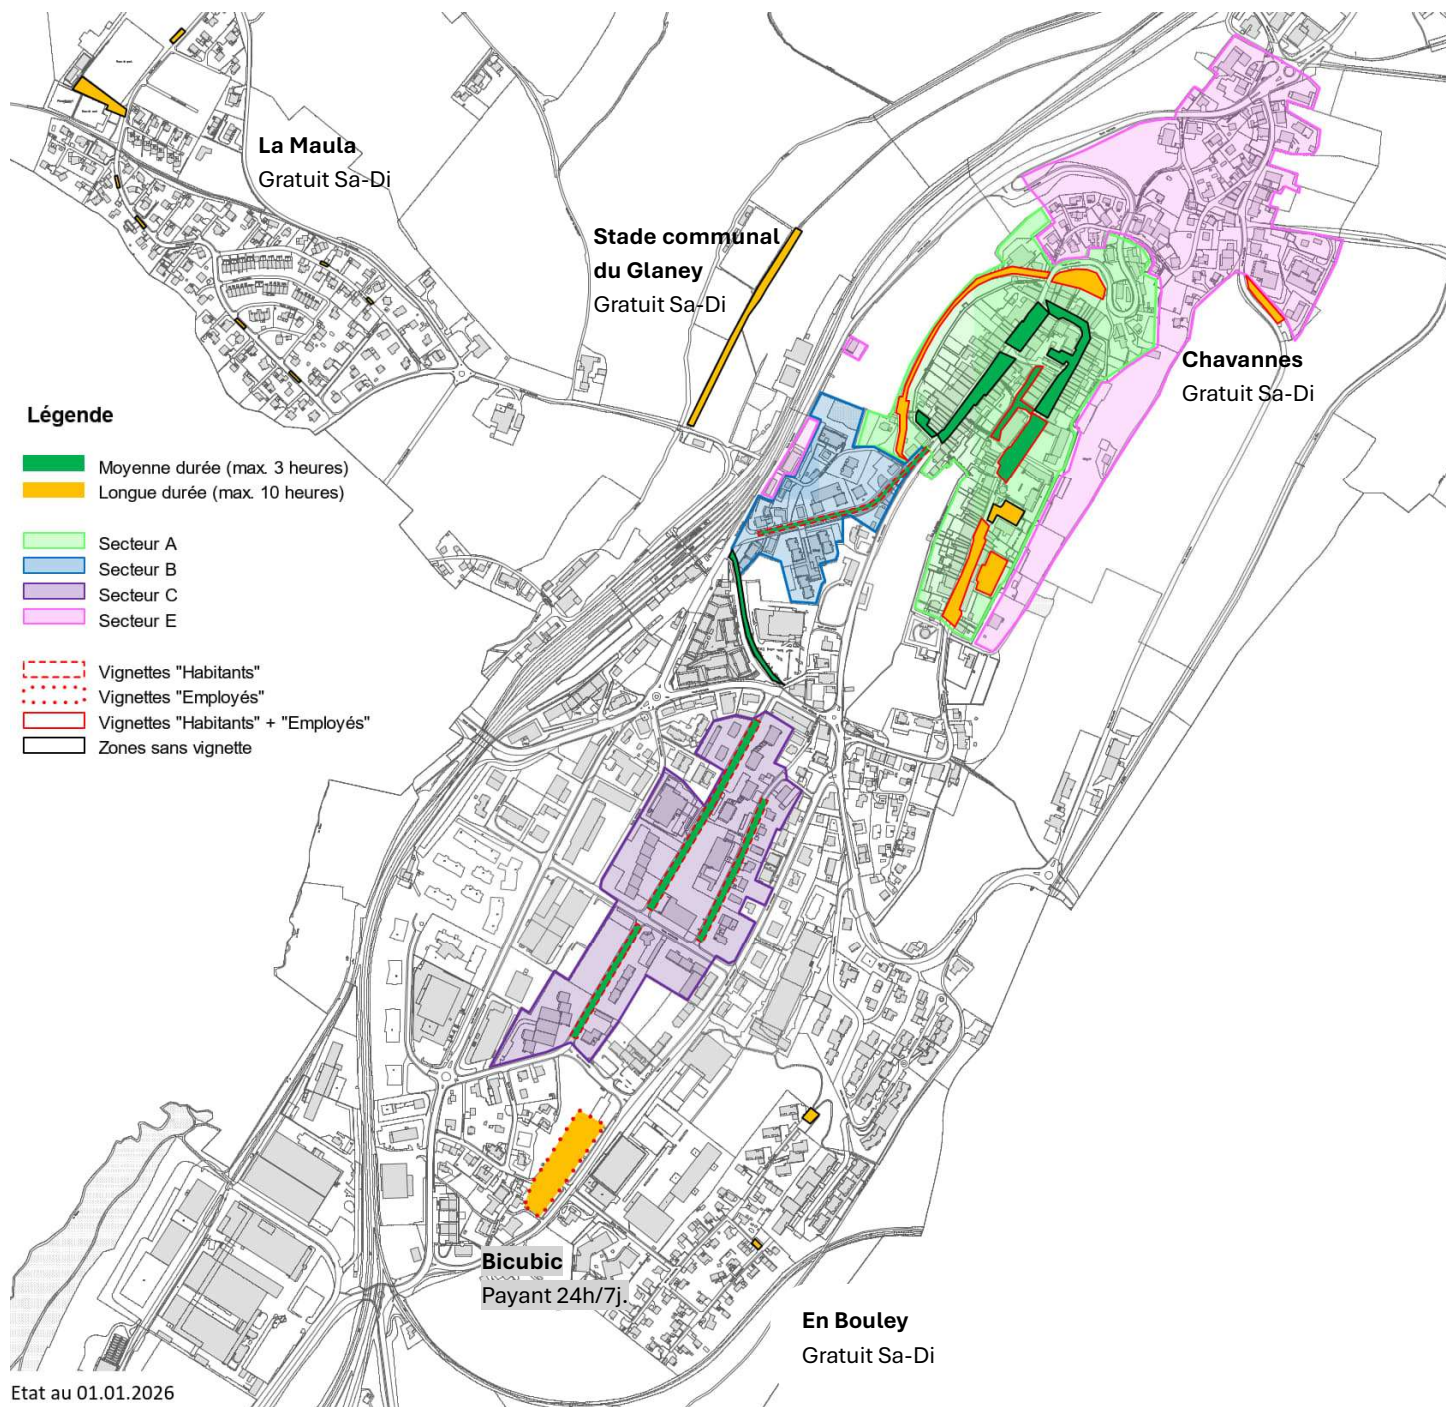 La Maula
Gratuit Sa-Di
Stade communal
du Glaney
Gratuit Sa-Di
Chavannes
Gratuit Sa-Di
Légende
Moyenne durée (max. 3 heures)
Longue durée (max. 10 heures)
Secteur A
Secteur B
Secteur C
Secteur E
Vignettes "Habitants"
Vignettes "Employés"
Vignettes "Habitants" + "Employés"
Zones sans vignette
Bicubic
Payant 24h/7j.
En Bouley
Gratuit Sa-Di
Etat au 01.01.2026